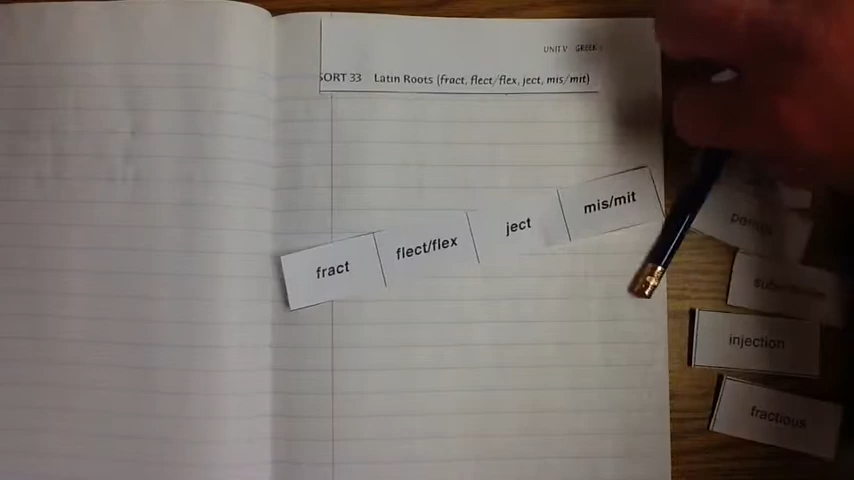 UNIT V GREEK
SORT 33 Latin Roots (fract, flect/flex, ject, mis/mit)
fract
flect/flex
ject
mis/mit
injection
fractious